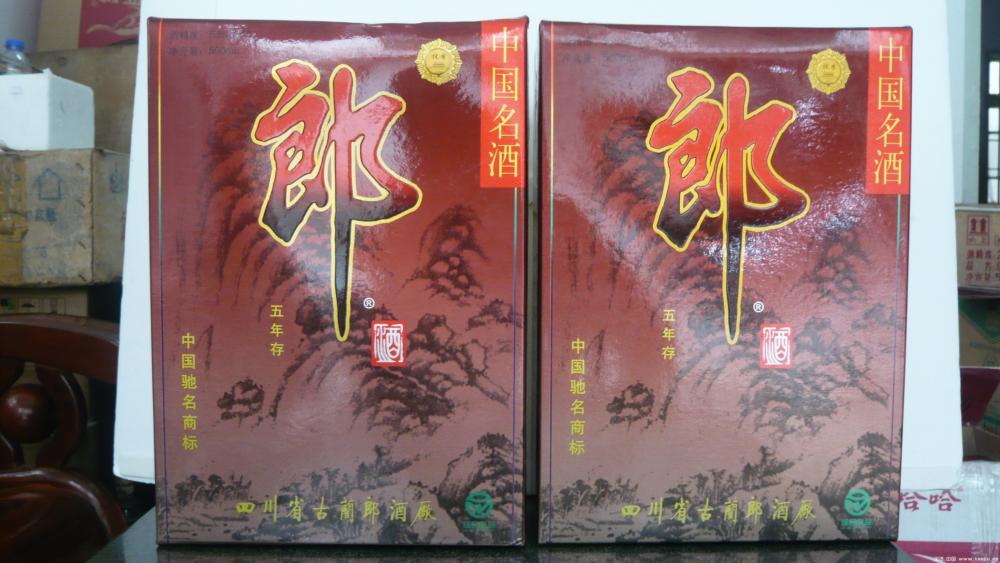 中国名酒
郎
®
酒
五年存
中国驰名商标
四川省古蔺郎酒厂
中国名酒
郎
®
酒
五年存
中国驰名商标
四川省古蔺郎酒厂
哈哈